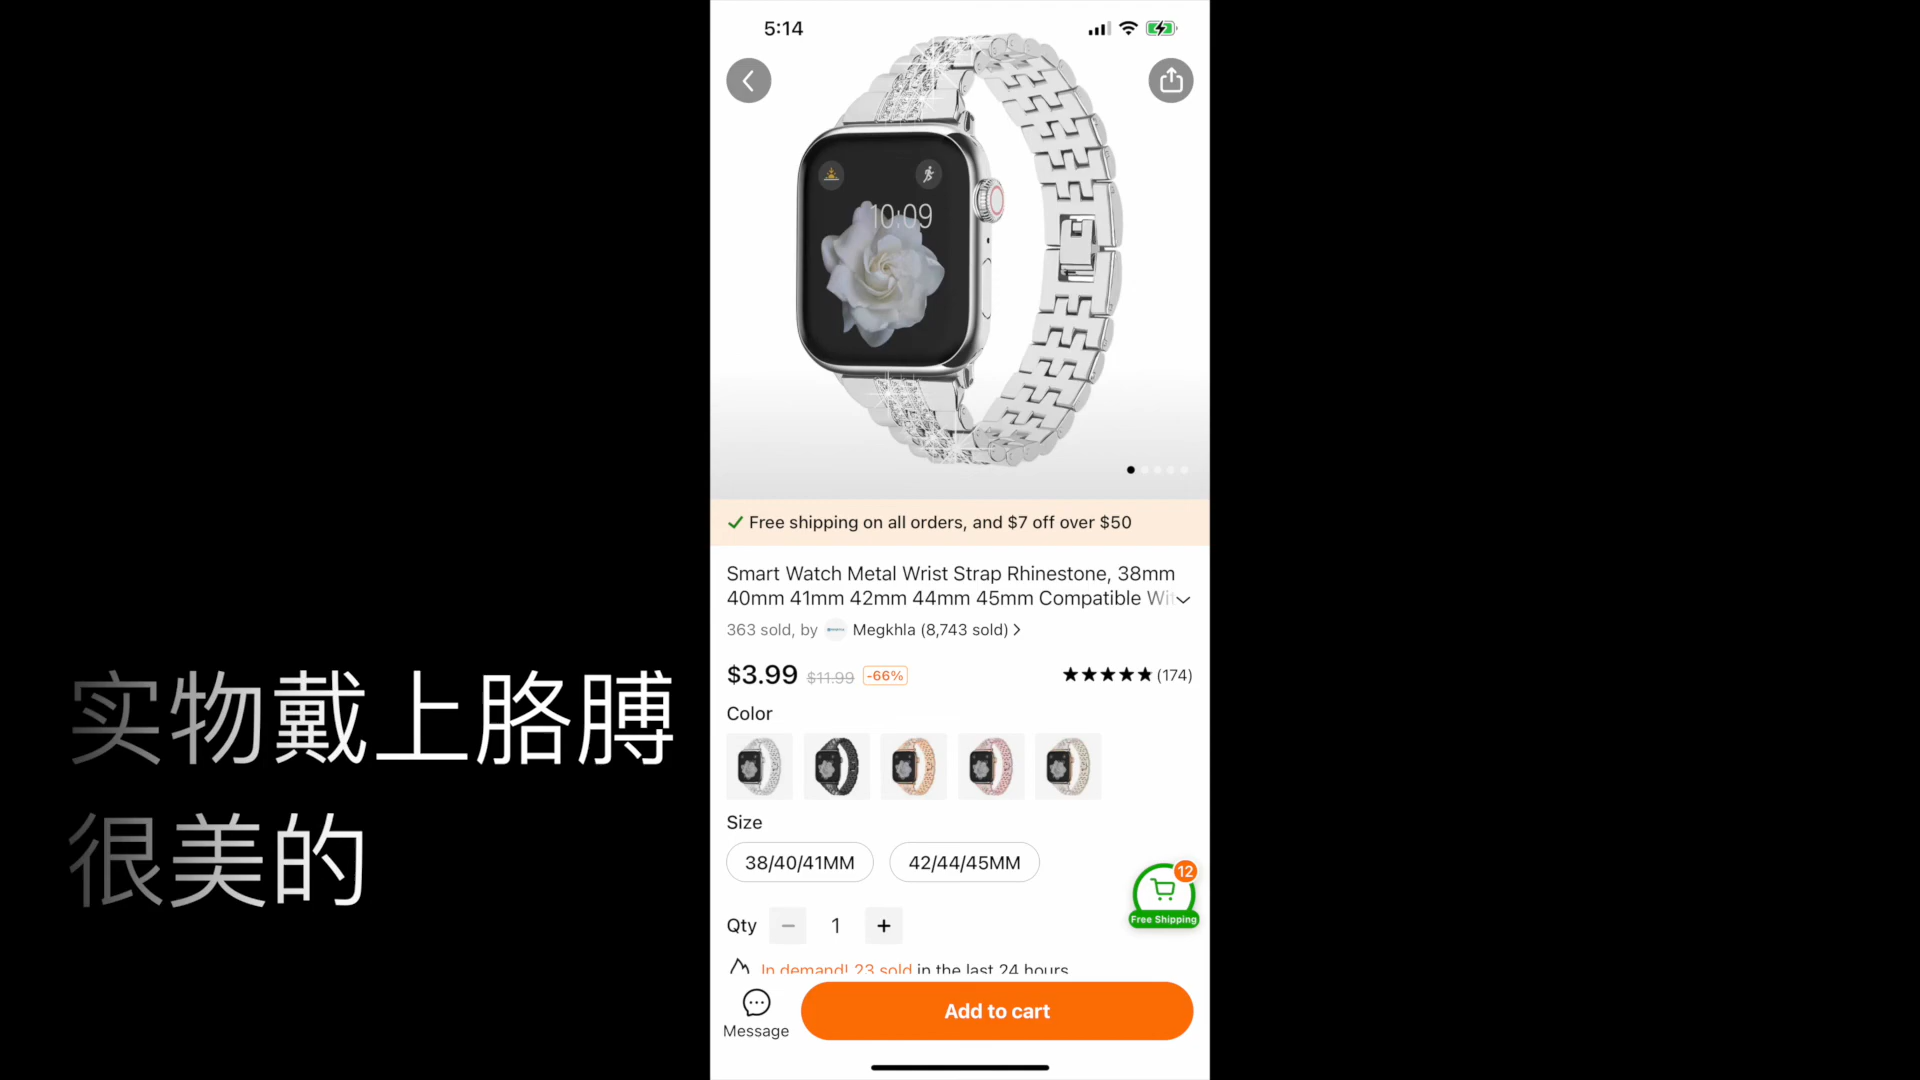 5:14
10:09
Free shipping on all orders, and $7 off over $50
Smart Watch Metal Wrist Strap Rhinestone, 38mm
40mm 41mm 42mm 44mm 45mm Compatible Wit
363 sold, by Megkhla (8,743 sold)
$3.99 $11.99 -66% (174)
Color
Size
38/40/41MM 42/44/45MM
12
Free Shipping
Qty 1
In demand! 23 sold in the last 24 hours
Message
Add to cart
实物戴上胳膊
很美的